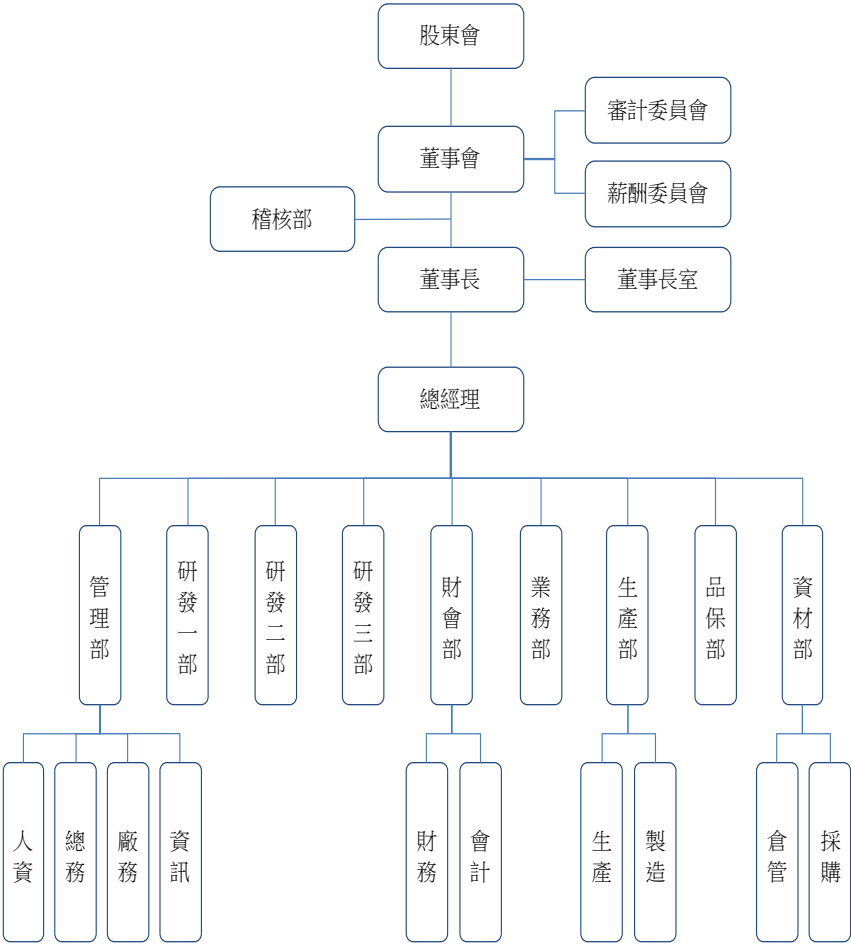 股東會
審計委員會
董事會
薪酬委員會
稽核部
董事長
董事長室
總經理
管理部
研發一部
研發二部
研發三部
財會部
業務部
生產部
品保部
資材部
人資
總務
廠務
資訊
財務
會計
生產
製造
倉管
採購